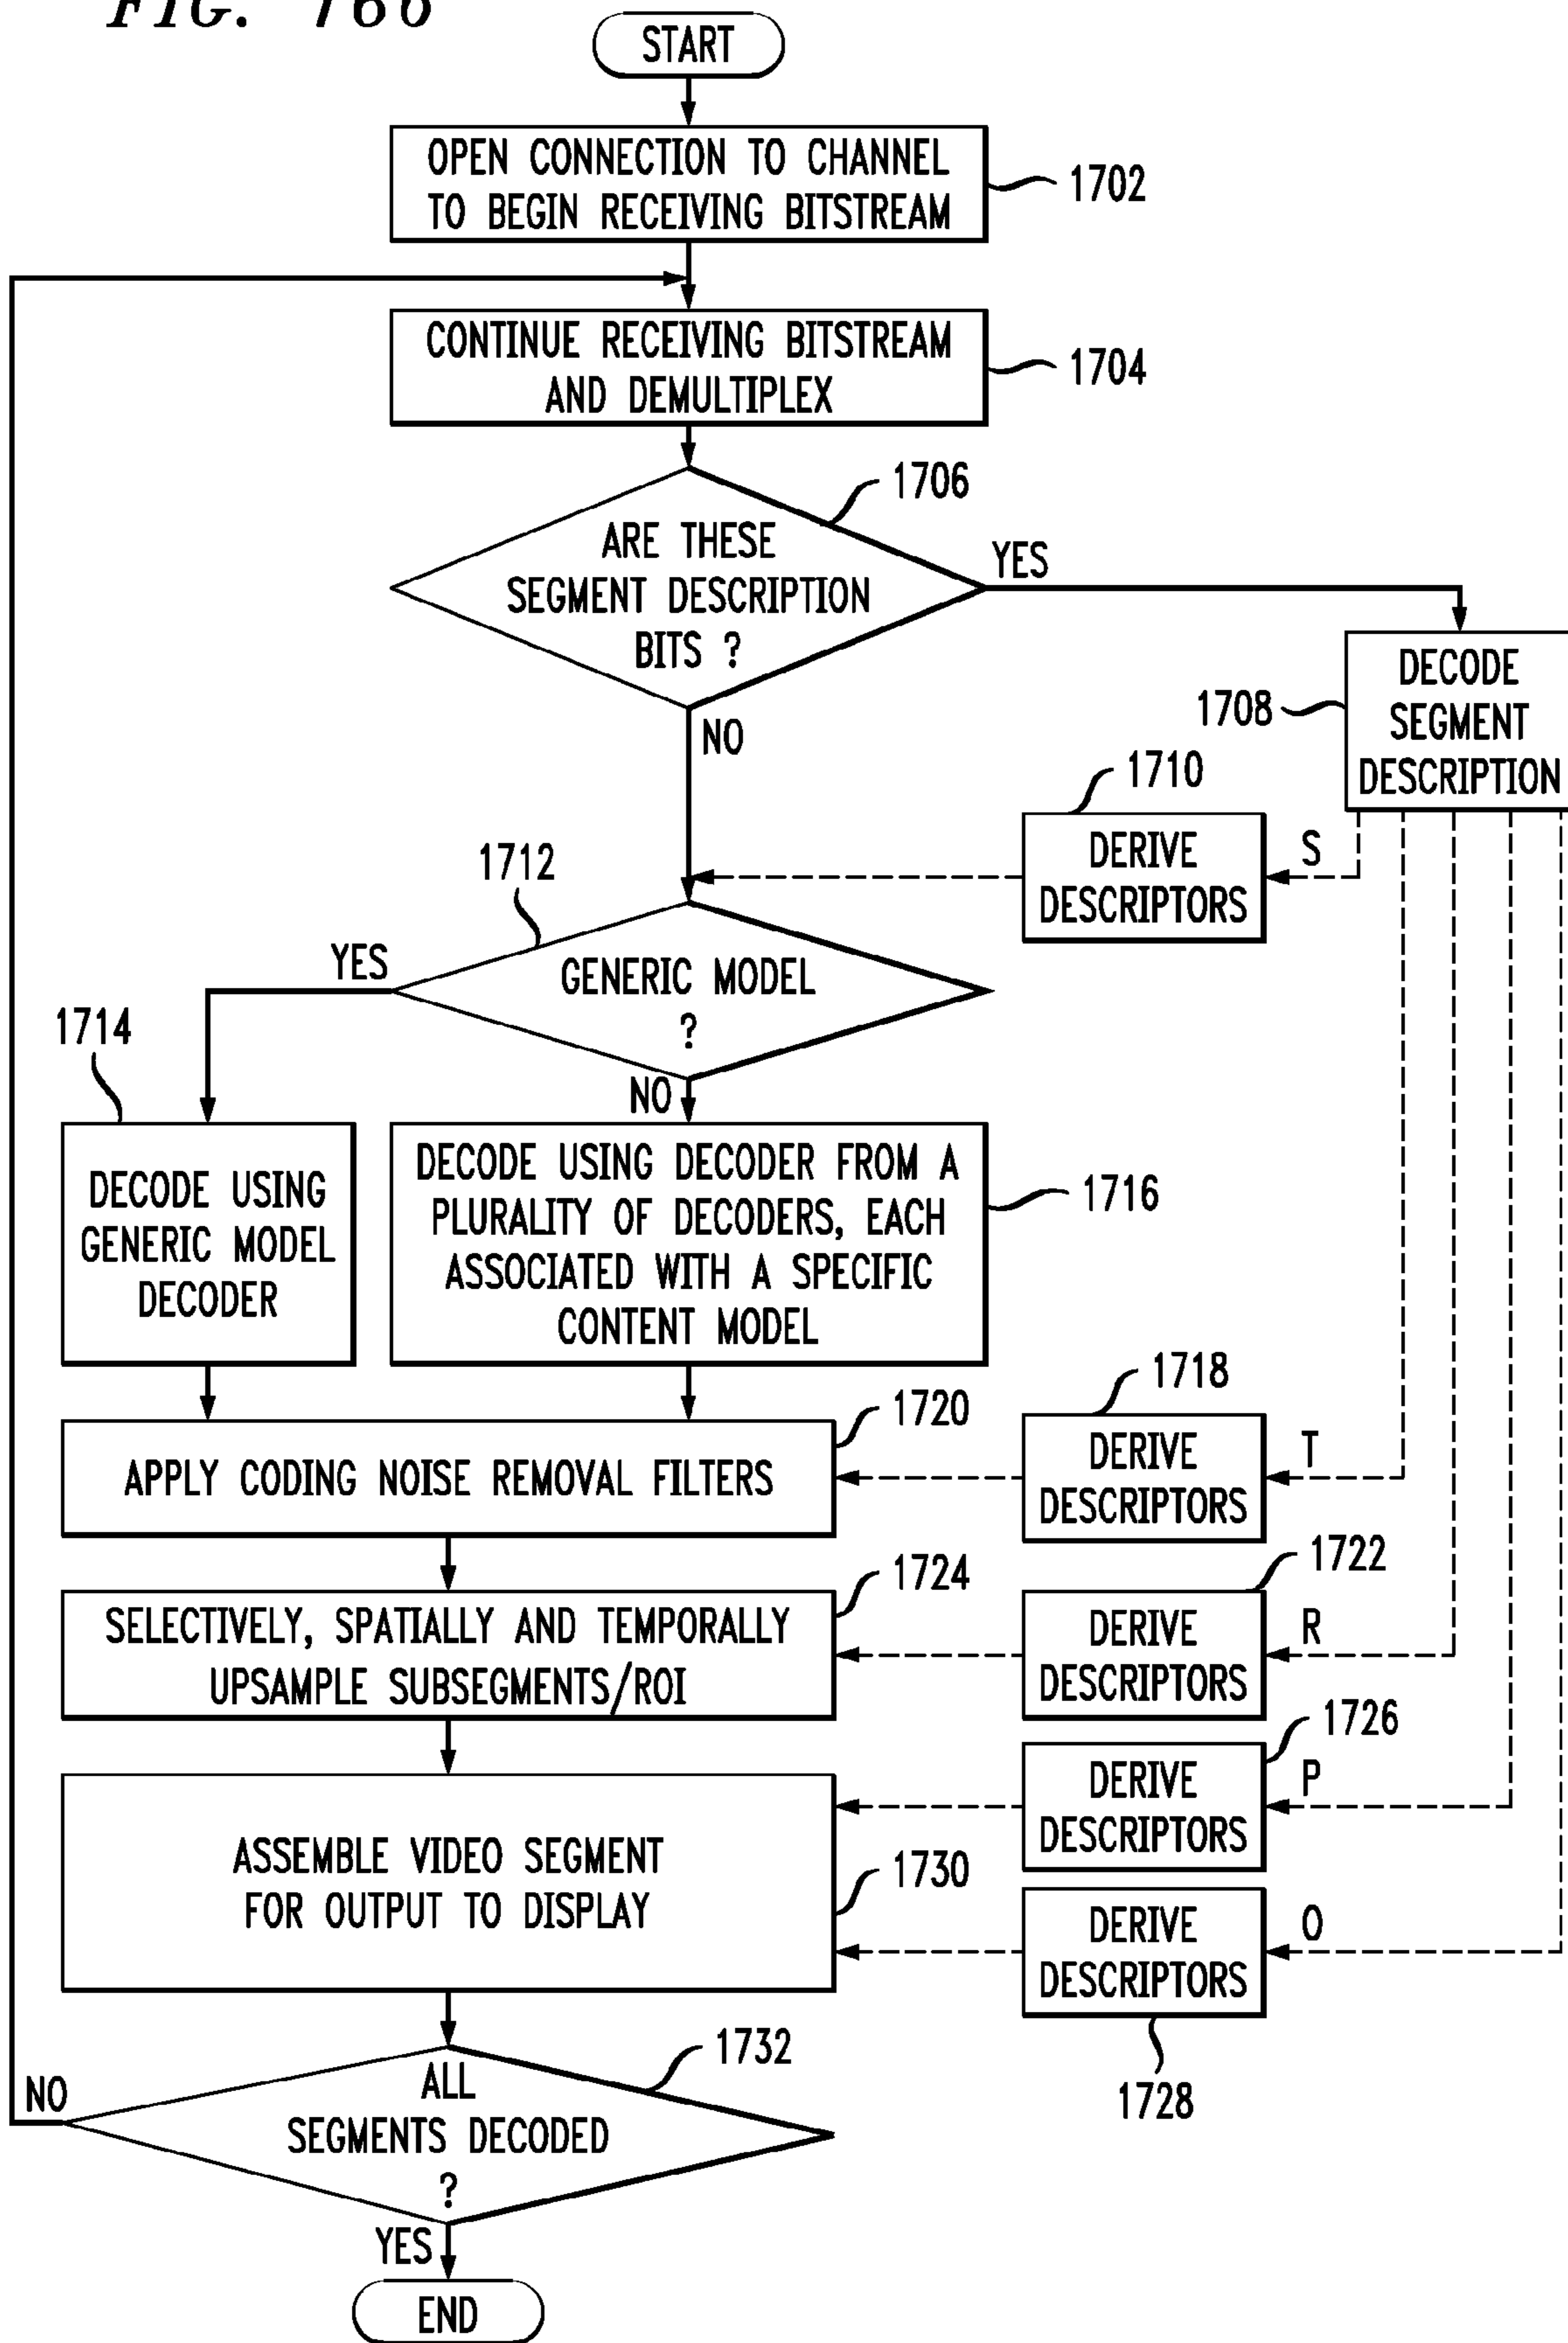 START
OPEN CONNECTION TO CHANNEL
TO BEGIN RECEIVING BITSTREAM
1702
CONTINUE RECEIVING BITSTREAM
AND DEMULTIPLEX
1704
1706
ARE THESE
SEGMENT DESCRIPTION
BITS ?
YES
NO
1708
DECODE
SEGMENT
DESCRIPTION
1710
DERIVE
DESCRIPTORS
S
1712
GENERIC MODEL
?
YES
NO
1714
DECODE USING
GENERIC MODEL
DECODER
DECODE USING DECODER FROM A
PLURALITY OF DECODERS, EACH
ASSOCIATED WITH A SPECIFIC
CONTENT MODEL
1716
1718
DERIVE
DESCRIPTORS
T
1720
APPLY CODING NOISE REMOVAL FILTERS
1722
DERIVE
DESCRIPTORS
R
1724
SELECTIVELY, SPATIALLY AND TEMPORALLY
UPSAMPLE SUBSEGMENTS/ROI
1726
DERIVE
DESCRIPTORS
P
ASSEMBLE VIDEO SEGMENT
FOR OUTPUT TO DISPLAY
1730
DERIVE
DESCRIPTORS
O
1728
1732
ALL
SEGMENTS DECODED
?
NO
YES
END